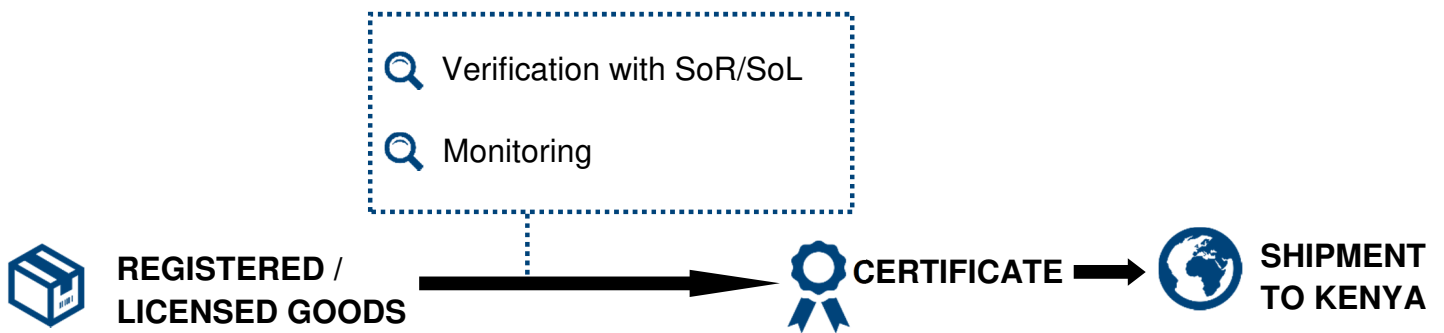 Verification with SoR/SoL
Monitoring
REGISTERED /
LICENSED GOODS
CERTIFICATE
SHIPMENT
TO KENYA